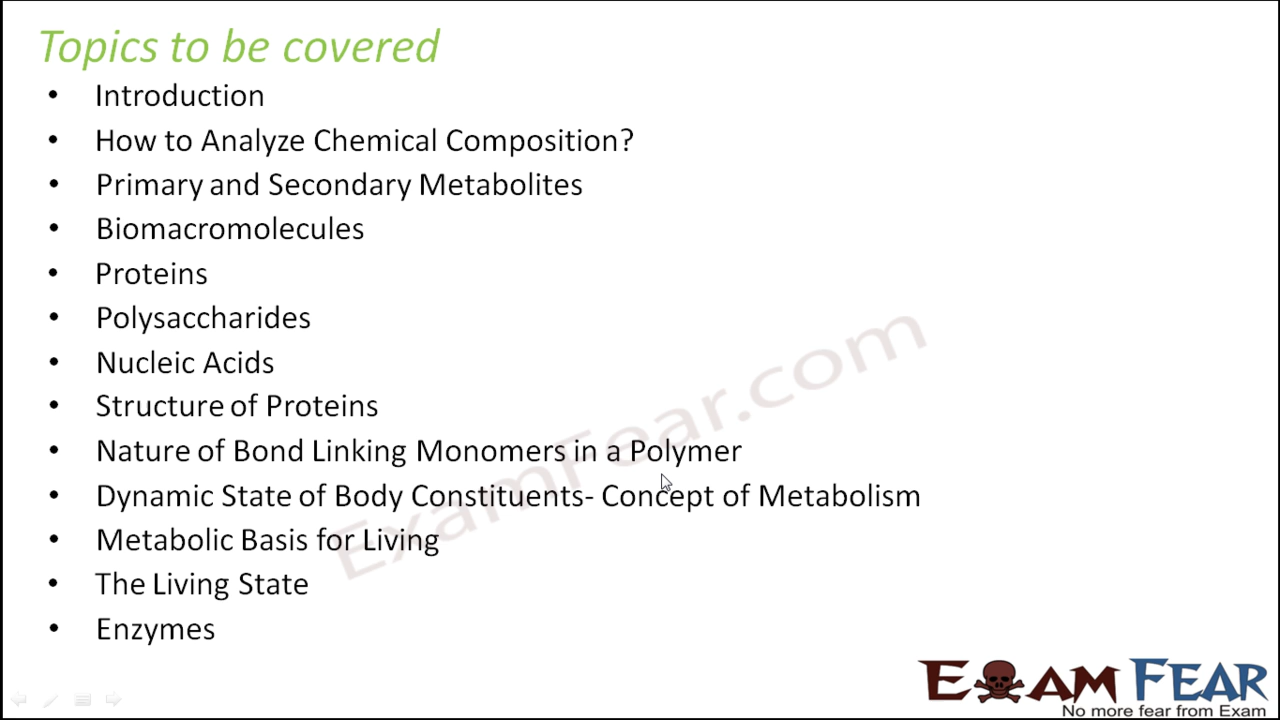 Topics to be covered
• Introduction
• How to Analyze Chemical Composition?
• Primary and Secondary Metabolites
• Biomacromolecules
• Proteins
• Polysaccharides
• Nucleic Acids
• Structure of Proteins
• Nature of Bond Linking Monomers in a Polymer
• Dynamic State of Body Constituents- Concept of Metabolism
• Metabolic Basis for Living
• The Living State
• Enzymes
ExamFear.com
EXAM FEAR
No more fear from Exam